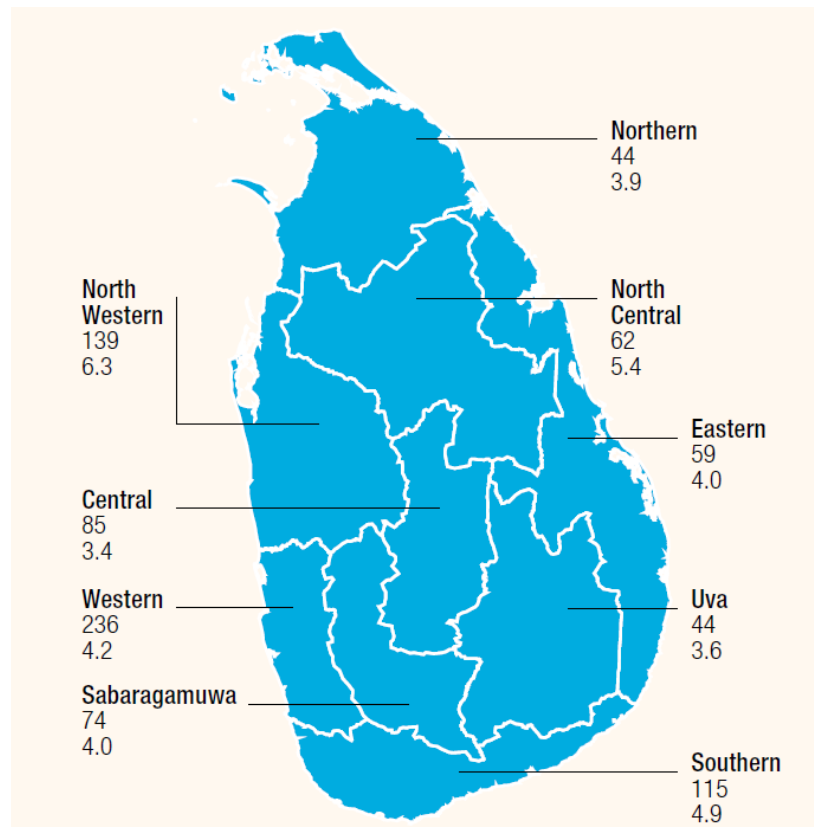 Northern
44
3.9
North
Western
139
6.3
North
Central
62
5.4
Eastern
59
4.0
Central
85
3.4
Western
236
4.2
Uva
44
3.6
Sabaragamuwa
74
4.0
Southern
115
4.9